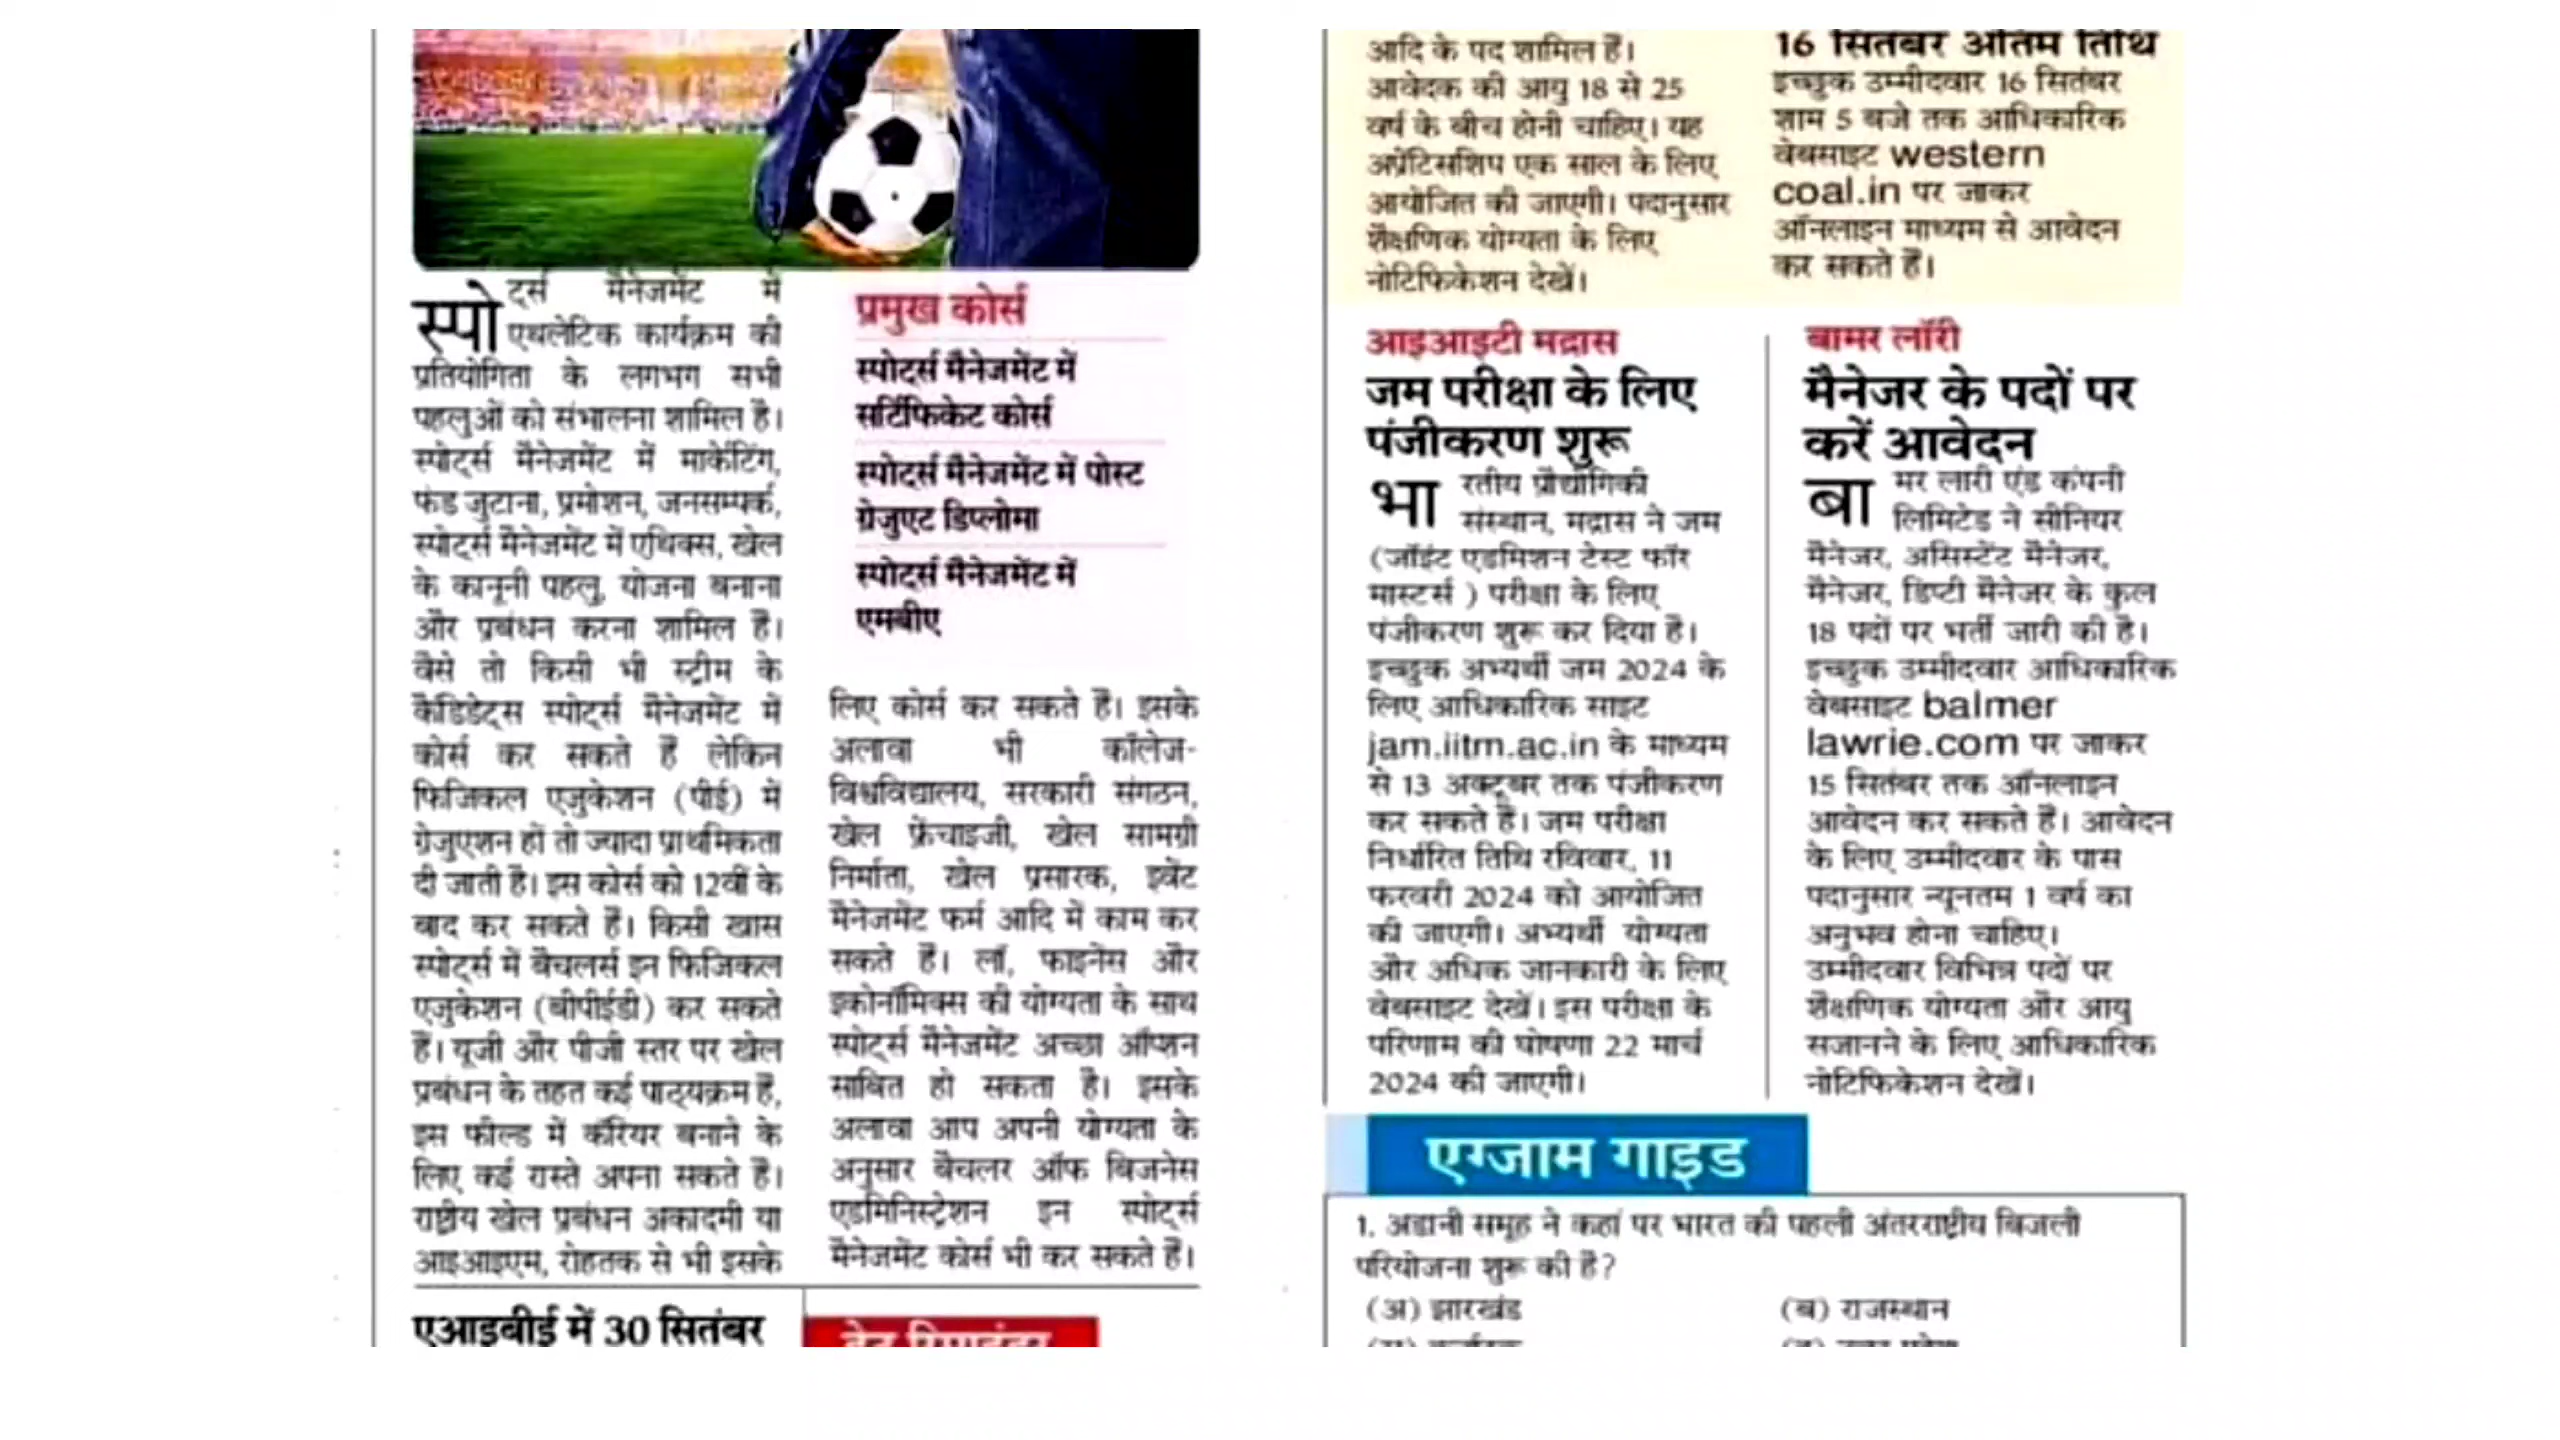 स्पोर्ट्स मैनेजमेंट में
एथलेटिक कार्यक्रम की
प्रतियोगिता के लगभग सभी
पहलुओं को संभालना शामिल है।
स्पोर्ट्स मैनेजमेंट में मार्केटिंग,
फंड जुटाना, प्रमोशन, जनसम्पर्क,
स्पोर्ट्स मैनेजमेंट में एथिक्स, खेल
के कानूनी पहलु, योजना बनाना
और प्रबंधन करना शामिल है।
वैसे तो किसी भी स्ट्रीम के
कैंडिडेट्स स्पोर्ट्स मैनेजमेंट में
कोर्स कर सकते हैं लेकिन
फिजिकल एजुकेशन (पीई) में
ग्रेजुएशन हों तो ज्यादा प्राथमिकता
दी जाती है। इस कोर्स को 12वीं के
बाद कर सकते हैं। किसी खास
स्पोर्ट्स में बैचलर्स इन फिजिकल
एजुकेशन (बीपीईडी) कर सकते
हैं। यूजी और पीजी स्तर पर खेल
प्रबंधन के तहत कई पाठ्यक्रम हैं,
इस फील्ड में कॅरियर बनाने के
लिए कई रास्ते अपना सकते हैं।
राष्ट्रीय खेल प्रबंधन अकादमी या
आइआइएम, रोहतक से भी इसके
प्रमुख कोर्स
स्पोर्ट्स मैनेजमेंट में
सर्टिफिकेट कोर्स
स्पोर्ट्स मैनेजमेंट में पोस्ट
ग्रेजुएट डिप्लोमा
स्पोर्ट्स मैनेजमेंट में
एमबीए
लिए कोर्स कर सकते हैं। इसके
अलावा भी कॉलेज-
विश्वविद्यालय, सरकारी संगठन,
खेल फ्रेंचाइजी, खेल सामग्री
निर्माता, खेल प्रसारक, इवेंट
मैनेजमेंट फर्म आदि में काम कर
सकते हैं। लॉ, फाइनेंस और
इकोनॉमिक्स की योग्यता के साथ
स्पोर्ट्स मैनेजमेंट अच्छा ऑप्शन
साबित हो सकता है। इसके
अलावा आप अपनी योग्यता के
अनुसार बैचलर ऑफ बिजनेस
एडमिनिस्ट्रेशन इन स्पोर्ट्स
मैनेजमेंट कोर्स भी कर सकते हैं।
एआइबीई में 30 सितंबर
आदि के पद शामिल हैं।
आवेदक की आयु 18 से 25
वर्ष के बीच होनी चाहिए। यह
अप्रेंटिसशिप एक साल के लिए
आयोजित की जाएगी। पदानुसार
शैक्षणिक योग्यता के लिए
नोटिफिकेशन देखें।
16 सितंबर अंतिम तिथि
इच्छुक उम्मीदवार 16 सितंबर
शाम 5 बजे तक आधिकारिक
वेबसाइट western
coal.in पर जाकर
ऑनलाइन माध्यम से आवेदन
कर सकते हैं।
आइआइटी मद्रास
जम परीक्षा के लिए
पंजीकरण शुरू
भारतीय प्रौद्योगिकी
संस्थान, मद्रास ने जम
(जॉइंट एडमिशन टेस्ट फॉर
मास्टर्स ) परीक्षा के लिए
पंजीकरण शुरू कर दिया है।
इच्छुक अभ्यर्थी जम 2024 के
लिए आधिकारिक साइट
jam.iitm.ac.in के माध्यम
से 13 अक्टूबर तक पंजीकरण
कर सकते हैं। जम परीक्षा
निर्धारित तिथि रविवार, 11
फरवरी 2024 को आयोजित
की जाएगी। अभ्यर्थी योग्यता
और अधिक जानकारी के लिए
वेबसाइट देखें। इस परीक्षा के
परिणाम की घोषणा 22 मार्च
2024 की जाएगी।
बामर लॉरी
मैनेजर के पदों पर
करें आवेदन
बामर लारी एंड कंपनी
लिमिटेड ने सीनियर
मैनेजर, असिस्टेंट मैनेजर,
मैनेजर, डिप्टी मैनेजर के कुल
18 पदों पर भर्ती जारी की है।
इच्छुक उम्मीदवार आधिकारिक
वेबसाइट balmer
lawrie.com पर जाकर
15 सितंबर तक ऑनलाइन
आवेदन कर सकते हैं। आवेदन
के लिए उम्मीदवार के पास
पदानुसार न्यूनतम 1 वर्ष का
अनुभव होना चाहिए।
उम्मीदवार विभिन्न पदों पर
शैक्षणिक योग्यता और आयु
सजानने के लिए आधिकारिक
नोटिफिकेशन देखें।
एग्जाम गाइड
1. अडानी समूह ने कहां पर भारत की पहली अंतरराष्ट्रीय बिजली
परियोजना शुरू की है?
(अ) झारखंड (ब) राजस्थान